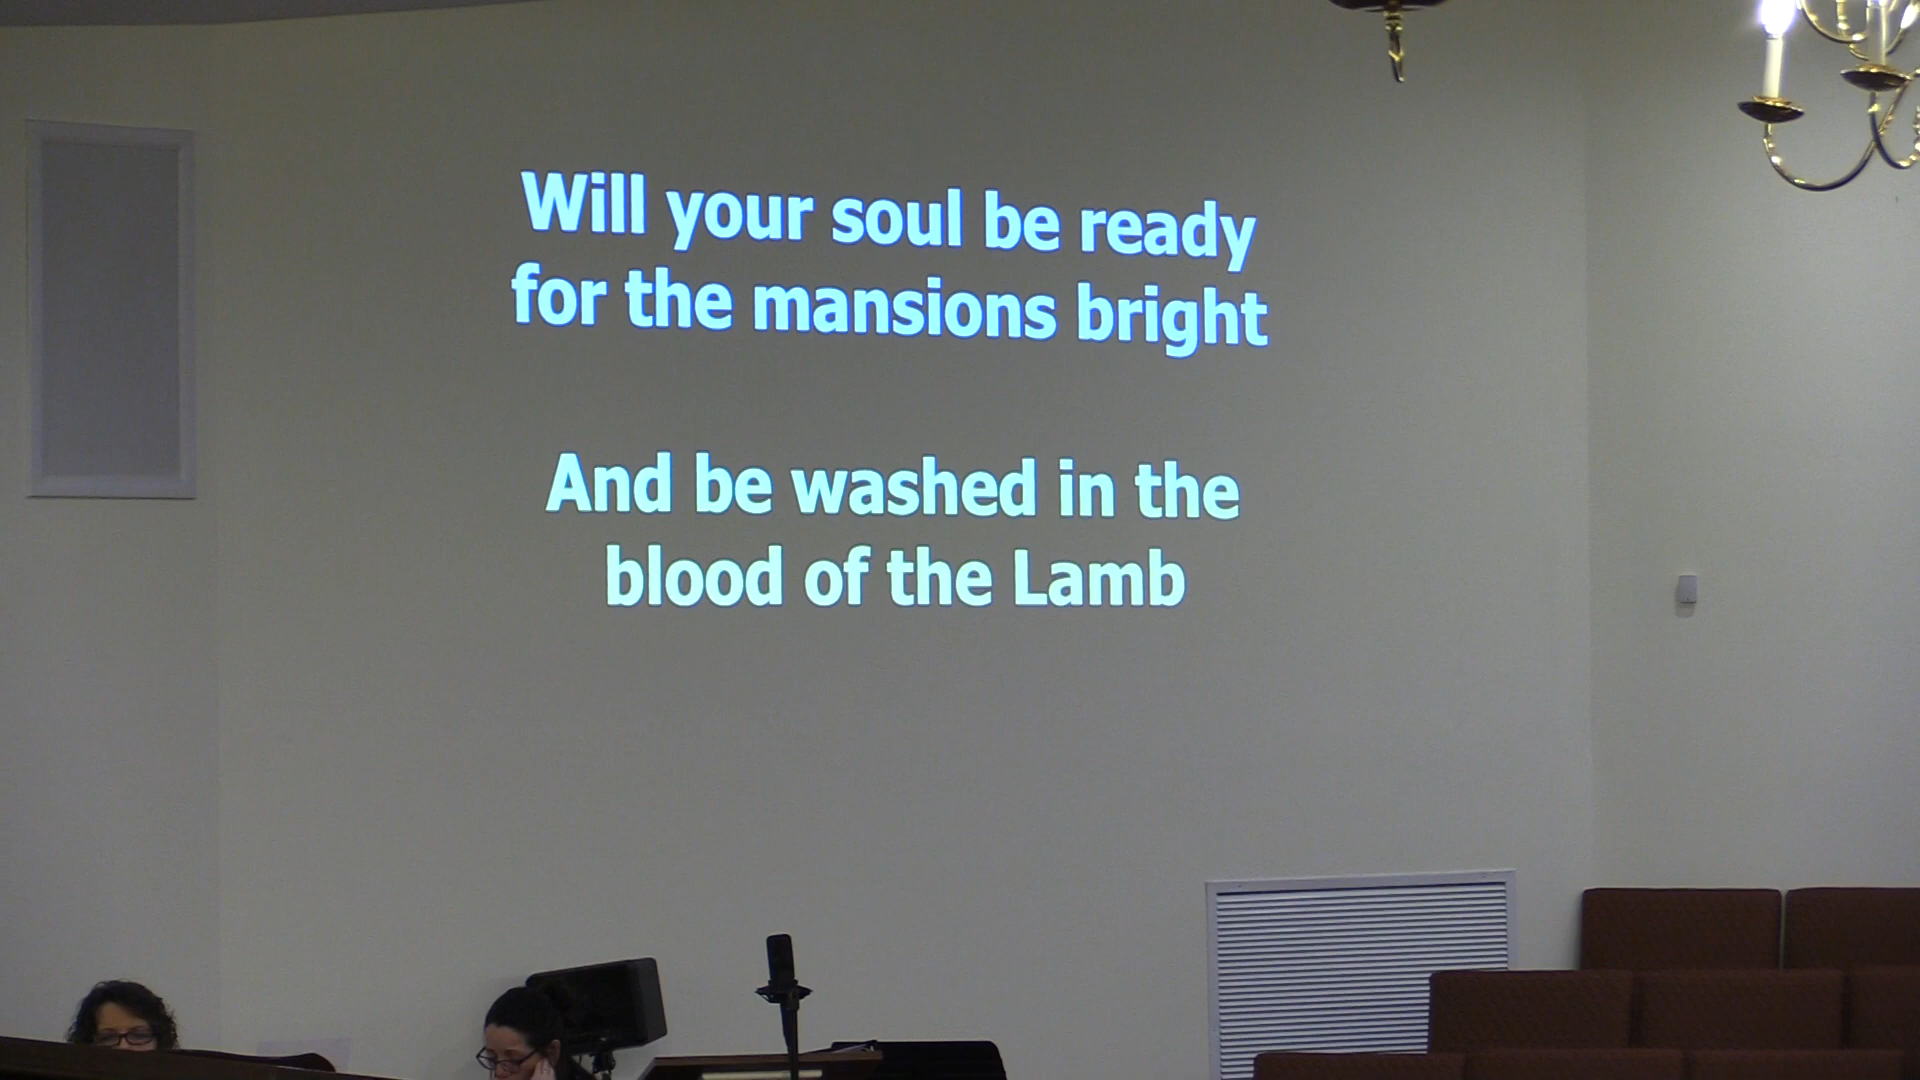 Will your soul be ready
for the mansions bright
And be washed in the
blood of the Lamb